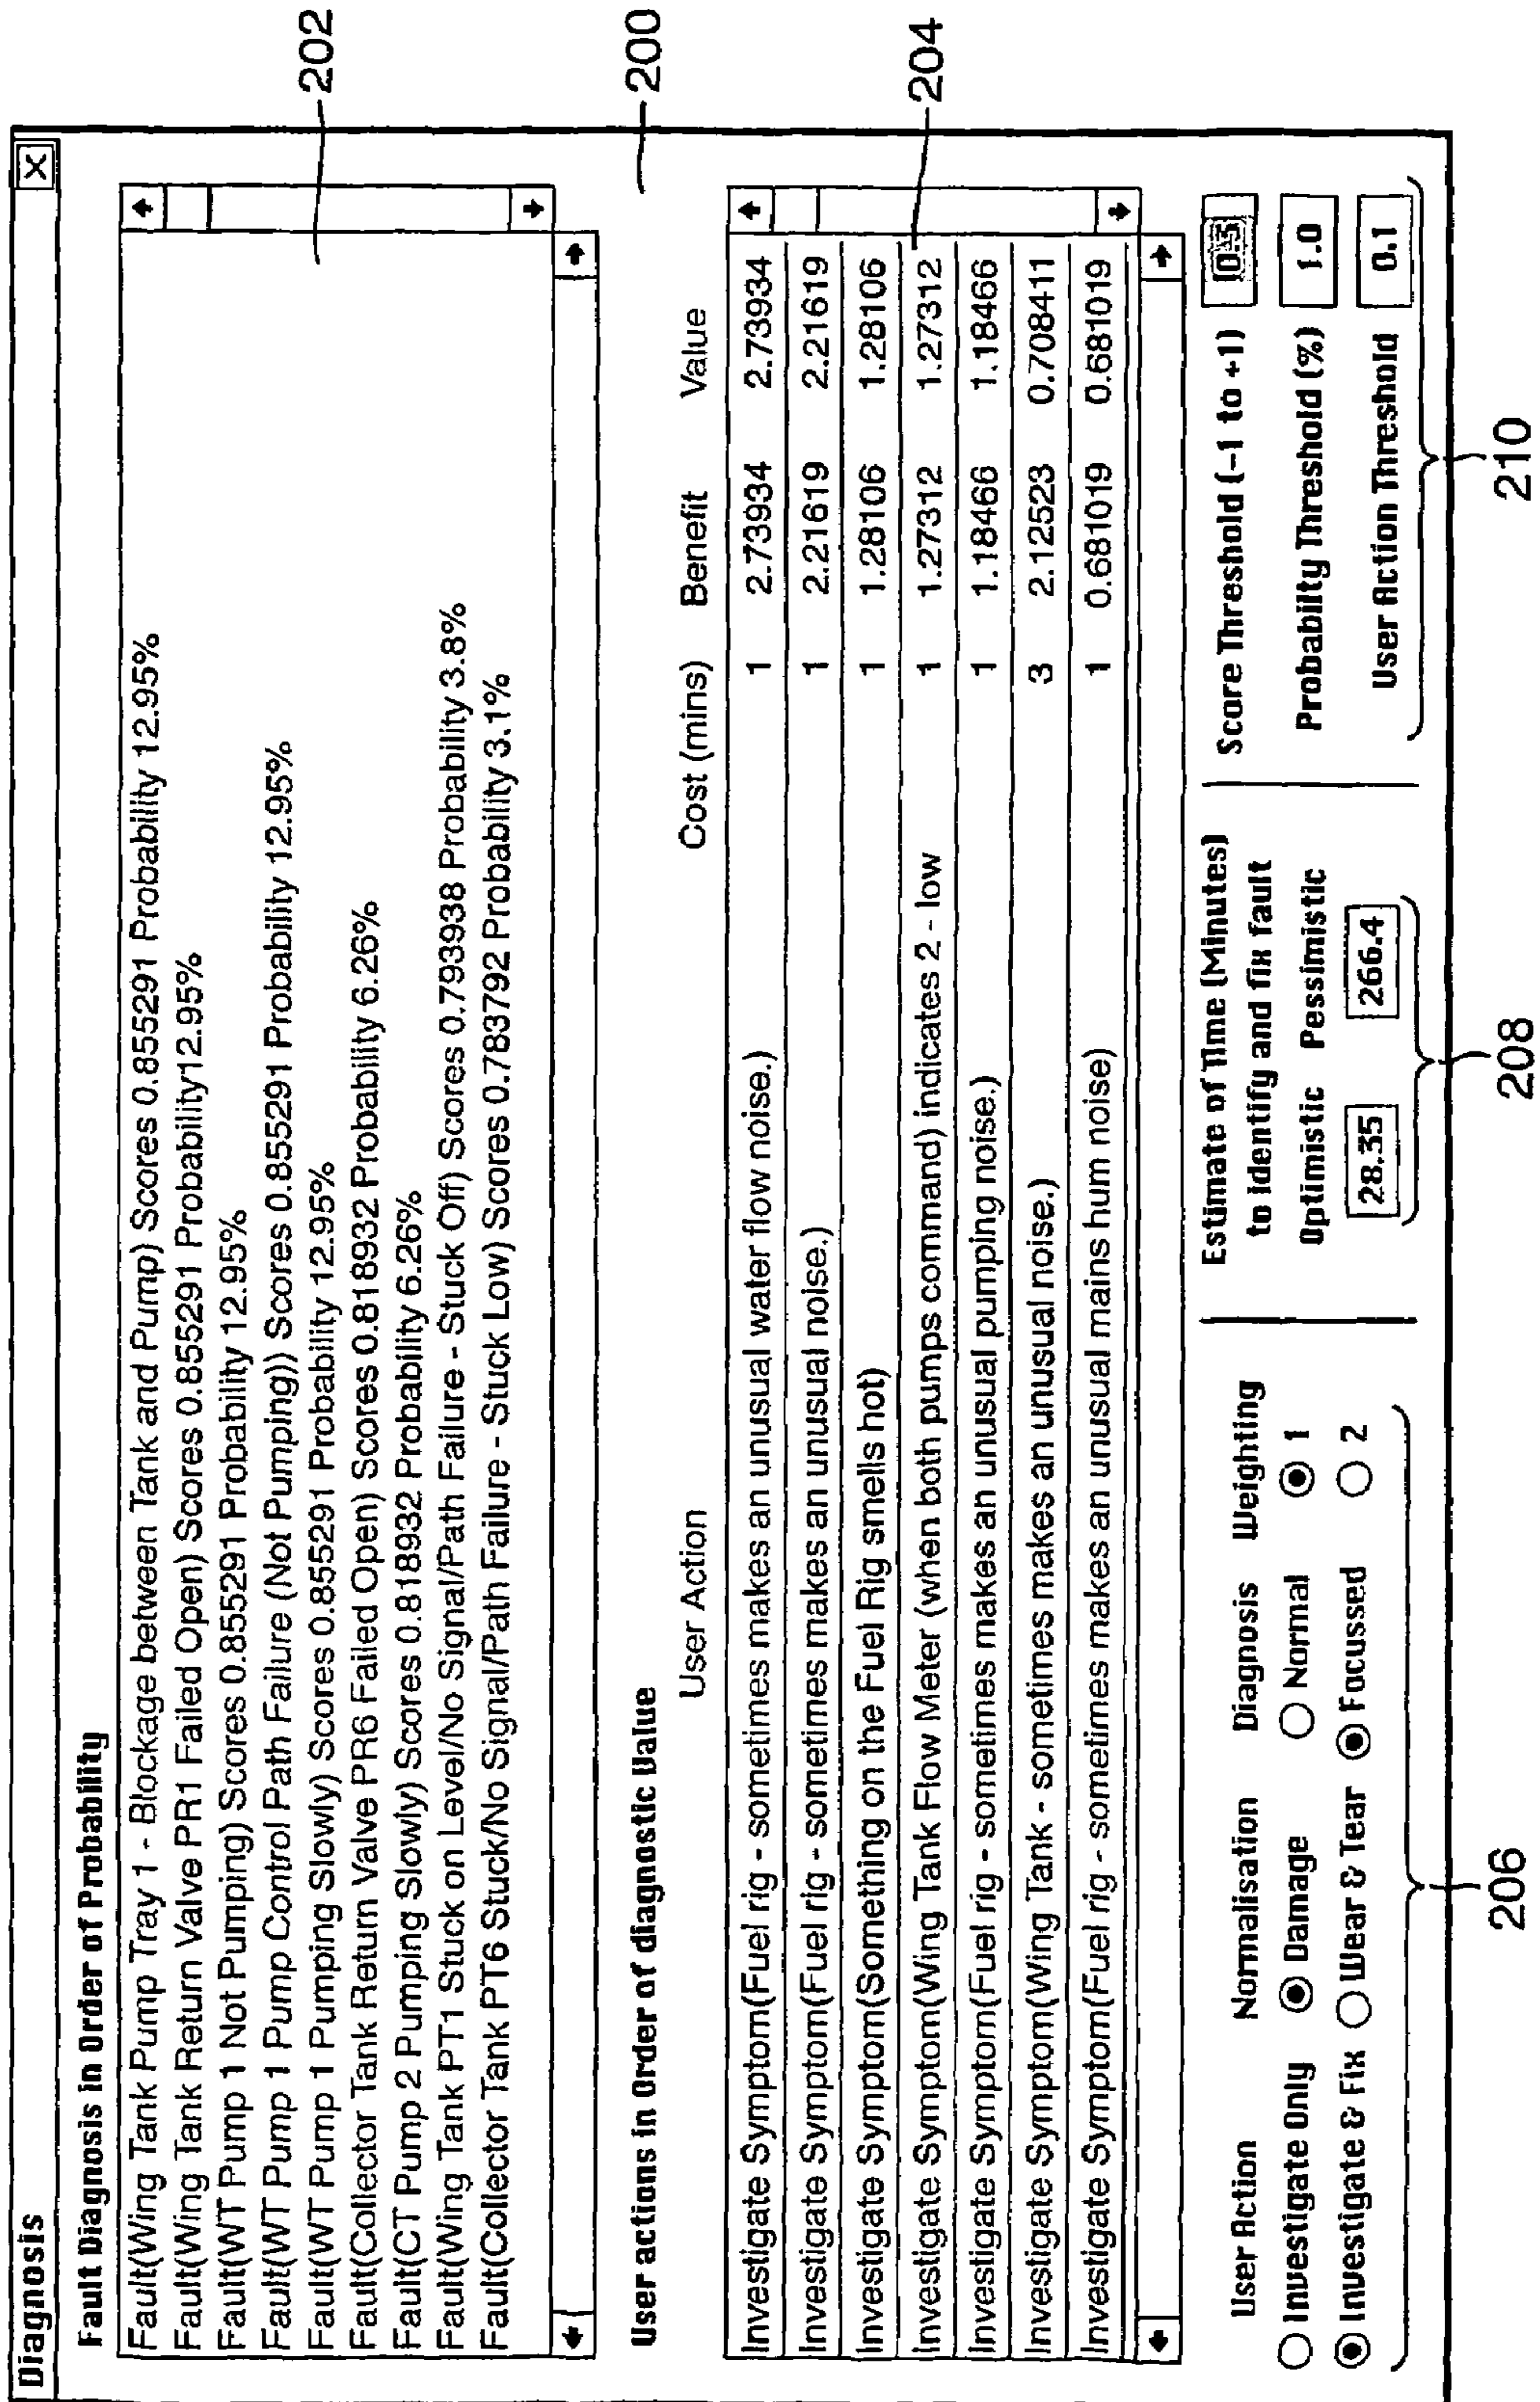 Diagnosis
Fault Diagnosis in Order of Probability
Fault(Wing Tank Pump Tray 1 - Blockage between Tank and Pump) Scores 0.855291 Probability 12.95%
Fault(Wing Tank Return Valve PR1 Failed Open) Scores 0.855291 Probability12.95%
Fault(WT Pump 1 Not Pumping) Scores 0.855291 Probability 12.95%
Fault(WT Pump 1 Pump Control Path Failure (Not Pumping)) Scores 0.855291 Probability 12.95%
Fault(WT Pump 1 Pumping Slowly) Scores 0.855291 Probability 12.95%
Fault(Collector Tank Return Valve PR6 Failed Open) Scores 0.818932 Probability 6.26%
Fault(CT Pump 2 Pumping Slowly) Scores 0.818932 Probability 6.26%
Fault(Wing Tank PT1 Stuck on Level/No Signal/Path Failure - Stuck Off) Scores 0.793938 Probability 3.8%
Fault(Collector Tank PT6 Stuck/No Signal/Path Failure - Stuck Low) Scores 0.783792 Probability 3.1%
202
200
User actions in Order of diagnostic Value
User Action Cost (mins) Benefit Value
Investigate Symptom(Fuel rig - sometimes makes an unusual water flow noise.) 1 2.73934 2.73934
Investigate Symptom(Fuel rig - sometimes makes an unusual noise.) 1 2.21619 2.21619
Investigate Symptom(Something on the Fuel Rig smells hot) 1 1.28106 1.28106
Investigate Symptom(Wing Tank Flow Meter (when both pumps command) indicates 2 - low 1 1.27312 1.27312
Investigate Symptom(Fuel rig - sometimes makes an unusual pumping noise.) 1 1.18466 1.18466
Investigate Symptom(Wing Tank - sometimes makes an unusual noise.) 3 2.12523 0.708411
Investigate Symptom(Fuel rig - sometimes makes an unusual mains hum noise) 1 0.681019 0.681019
204
User Action Normalisation Diagnosis Weighting
Investigate Only Damage Normal 1
Investigate & Fix Wear & Tear Focussed 2
206
Estimate of Time (Minutes)
to identify and fix fault
Optimistic Pessimistic
28.35 266.4
208
Score Threshold (-1 to +1)
Probabilty Threshold (%) 1.0
User Action Threshold 0.1
210